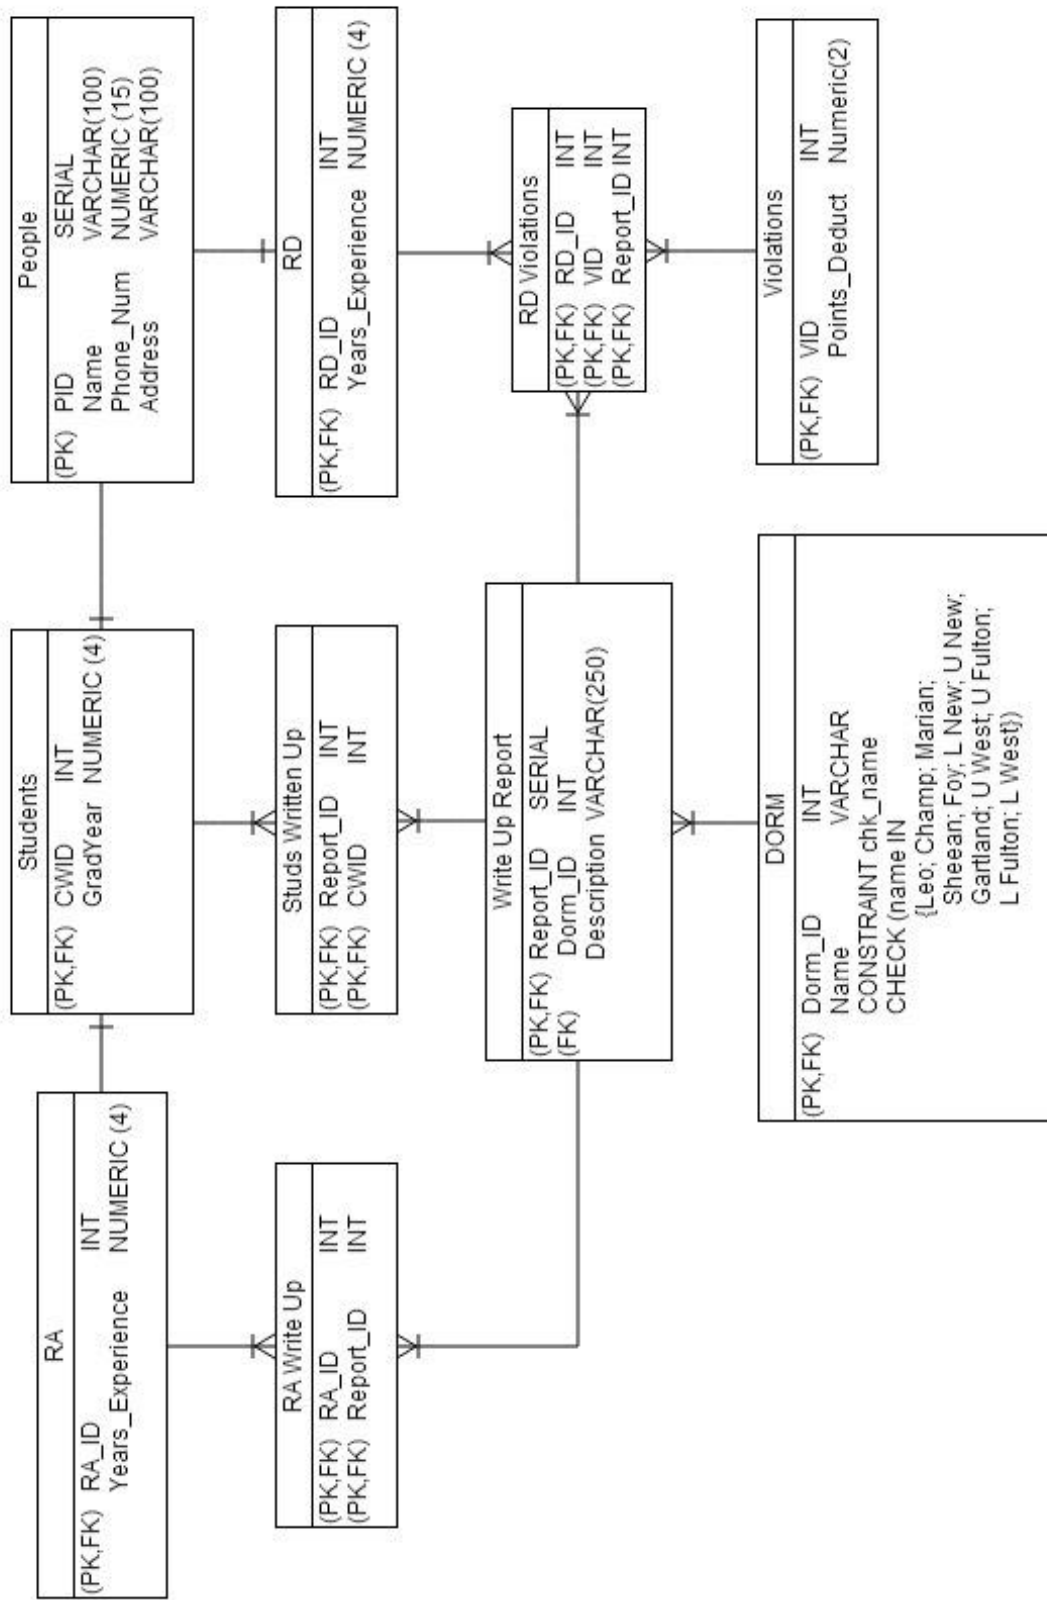 RA
(PK,FK) RA_ID INT
Years_Experience NUMERIC (4)
Students
(PK,FK) CWID INT
GradYear NUMERIC (4)
People
(PK) PID SERIAL
Name VARCHAR(100)
Phone_Num NUMERIC (15)
Address VARCHAR(100)
RA Write Up
(PK,FK) RA_ID INT
(PK,FK) Report_ID INT
Studs Written Up
(PK,FK) Report_ID INT
(PK,FK) CWID INT
RD
(PK,FK) RD_ID INT
Years_Experience NUMERIC (4)
Write Up Report
(PK,FK) Report_ID SERIAL
(FK) Dorm_ID INT
Description VARCHAR(250)
RD Violations
(PK,FK) RD_ID INT
(PK,FK) VID INT
(PK,FK) Report_ID INT
DORM
(PK,FK) Dorm_ID INT
Name VARCHAR
CONSTRAINT chk_name
CHECK (name IN
{Leo; Champ; Marian;
Sheean; Foy; L New; U New;
Gartland; U West; U Fulton;
L Fulton; L West})
Violations
(PK,FK) VID INT
Points_Deduct Numeric(2)